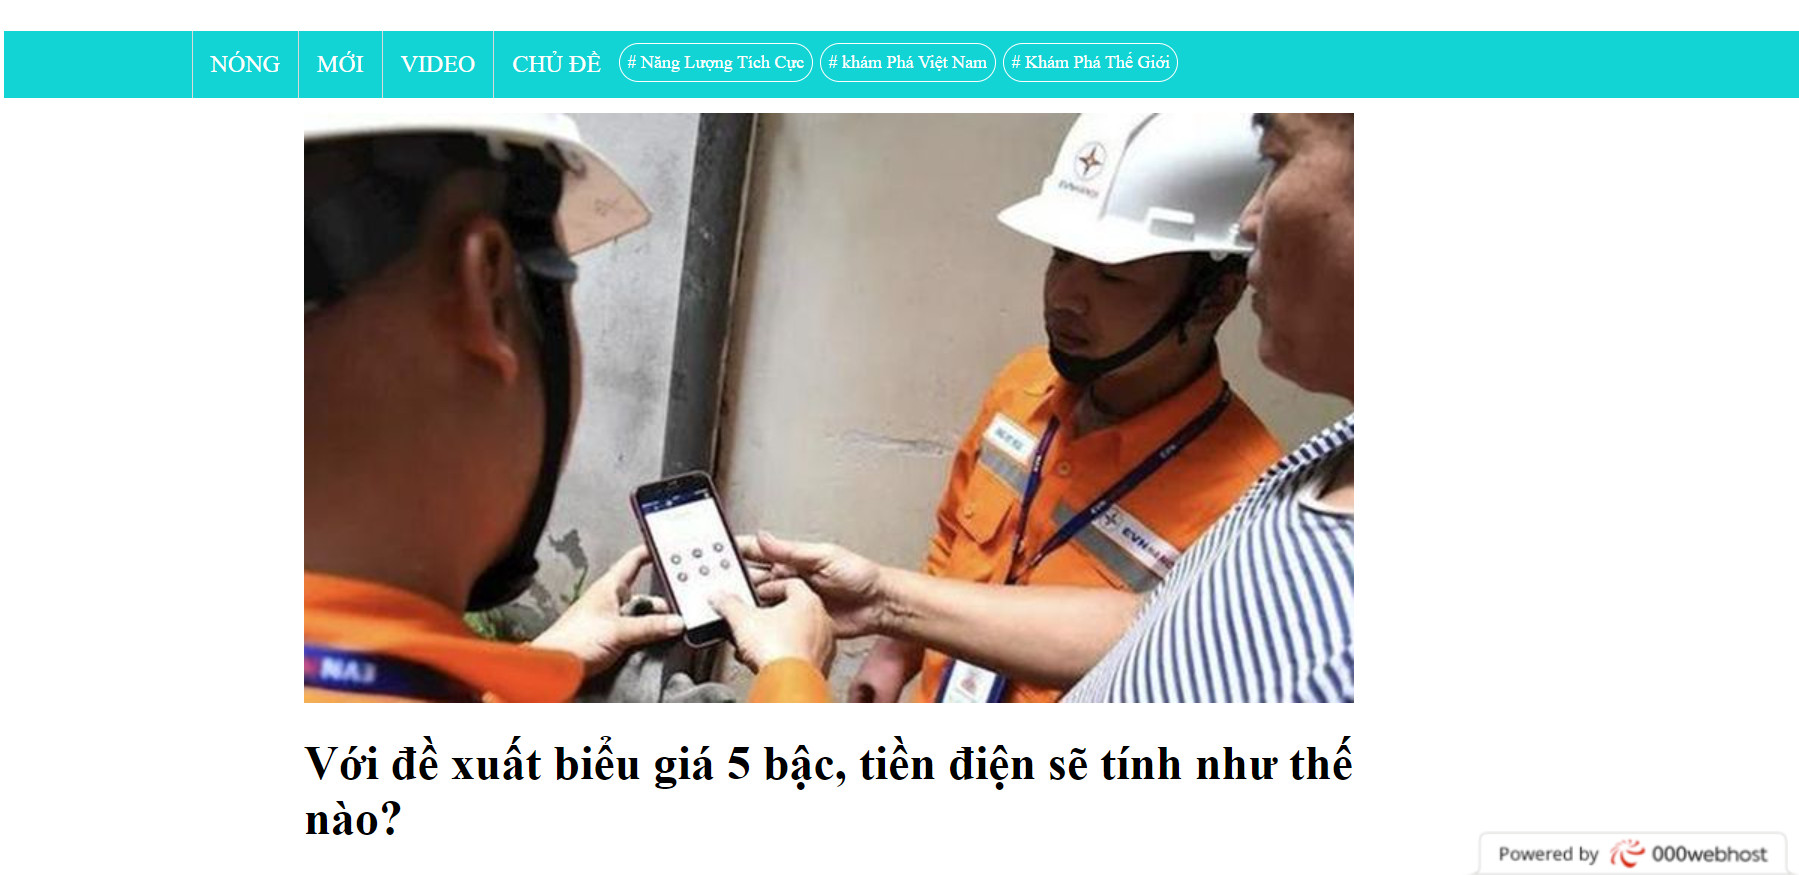 NÓNG
MỚI
VIDEO
CHỦ ĐỀ
# Năng Lượng Tích Cực
# khám Phá Việt Nam
# Khám Phá Thế Giới
EVN
Với đề xuất biểu giá 5 bậc, tiền điện sẽ tính như thế
nào?
Powered by 000webhost